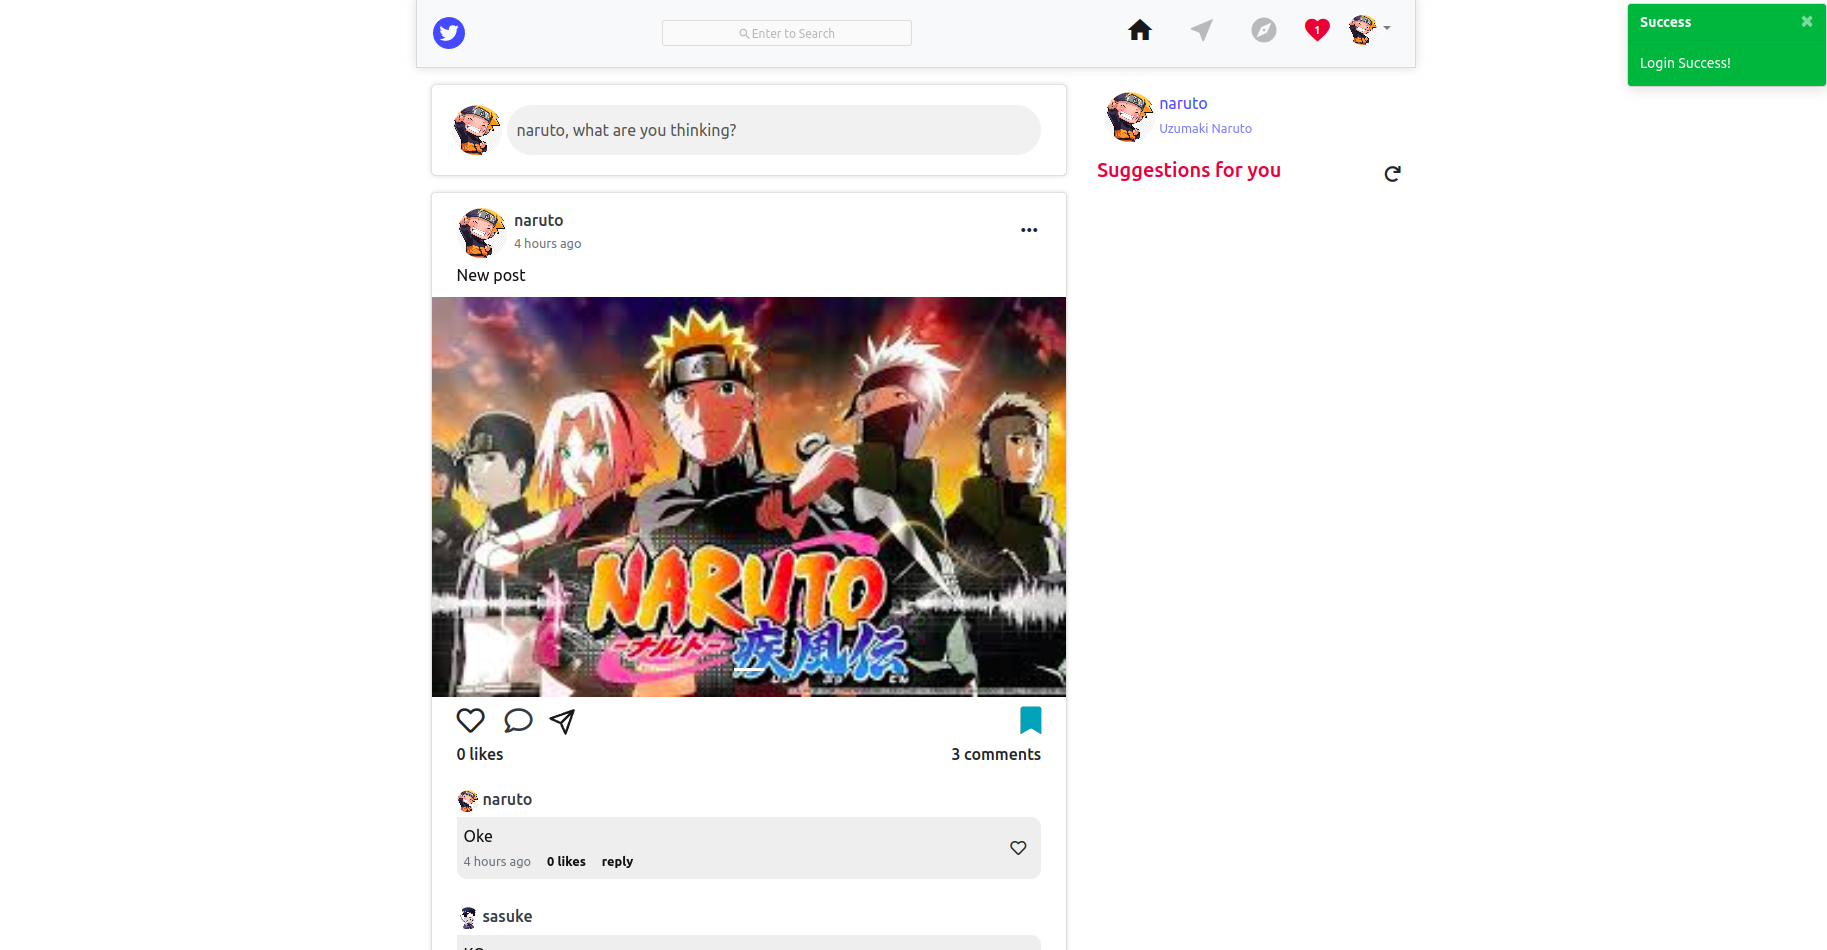 Enter to Search
1
Success
×
Login Success!
naruto, what are you thinking?
naruto
Uzumaki Naruto
Suggestions for you
naruto
4 hours ago
New post
NARUTO
ーナルトー
疾風伝
0 likes
3 comments
naruto
Oke
4 hours ago 0 likes reply
sasuke